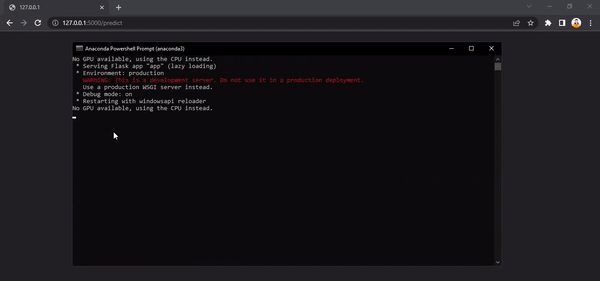 127.0.0.1
127.0.0.1:5000/predict
Anaconda Powershell Prompt (anaconda3)
No GPU available, using the CPU instead.
* Serving Flask app "app" (lazy loading)
* Environment: production
WARNING: This is a development server. Do not use it in a production deployment.
Use a production WSGI server instead.
* Debug mode: on
* Restarting with windowsapi reloader
No GPU available, using the CPU instead.